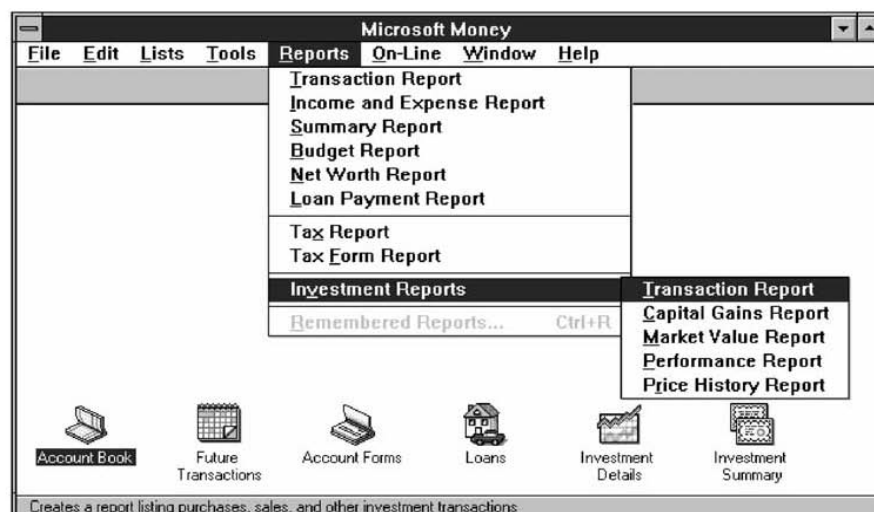 Microsoft Money
File Edit Lists Tools Reports On-Line Window Help
Transaction Report
Income and Expense Report
Summary Report
Budget Report
Net Worth Report
Loan Payment Report
Tax Report
Tax Form Report
Investment Reports
Remembered Reports... Ctrl+R
Transaction Report
Capital Gains Report
Market Value Report
Performance Report
Price History Report
Account Book
Future
Transactions
Account Forms
Loans
Investment
Details
Investment
Summary
Creates a report listing purchases, sales, and other investment transactions